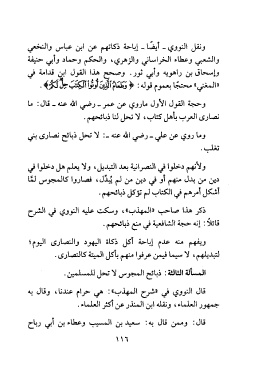 ونقل النووي ـ أيضًا ـ إباحة ذكاتهم عن ابن عباس والنخعي
والشعبي وعطاء الخراساني والزهري، والحكم وحماد وأبي حنيفة
وإسحاق بن راهويه وأبي ثور. وصحح هذا القول ابن قدامة في
«المغني» محتجًا بعموم قوله: ﴿وَطَعَامُ الَّذِينَ أُوتُوا الْكِتَابَ حِلٌّ لَكُمْ﴾.
وحجة القول الأول ماروي عن عمر ـ رضي الله عنه ـ قال: ما
نصارى العرب بأهل كتاب، لا تحل لنا ذبائحهم.
وما روي عن علي ـ رضي الله عنه ـ: لا تحل ذبائح نصارى بني
تغلب.
ولأنهم دخلوا في النصرانية بعد التبديل، ولا يعلم هل دخلوا في
دين من بدل منهم أو في دين من لم يُبدِّل، فصاروا كالمجوس لمَّا
أشكل أمرهم في الكتاب لم تؤكل ذبائحهم.
ذكر هذا صاحب «المهذب»، وسكت عليه النووي في الشرح
قائلاً: إنه حجة الشافعية في منع ذبائحهم.
ويفهم منه عدم إباحة أكل ذكاة اليهود والنصارى اليوم؛
لتبديلهم، لا سيما فيمن عرفوا منهم بأكل الميتة كالنصارى.
المسألة الثالثة: ذبائح المجوس لا تحل للمسلمين.
قال النووي في «شرح المهذب»: هي حرام عندنا، وقال به
جمهور العلماء، ونقله ابن المنذر عن أكثر العلماء.
قال: وممن قال به: سعيد بن المسيب وعطاء بن أبي رباح
١١٦